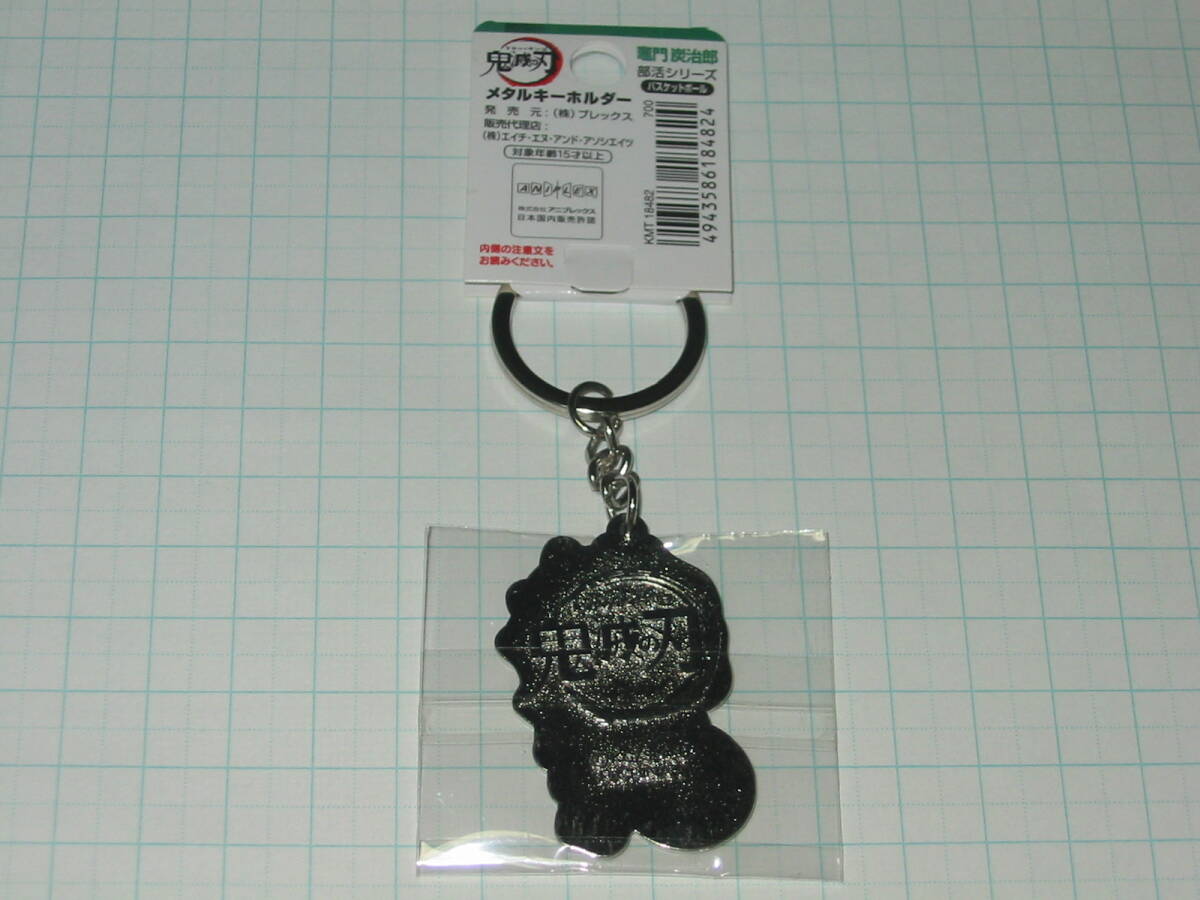 鬼滅の刃
メタルキーホルダー
発売元:(株)プレックス
販売代理店:
(株)エイチ・エヌ・アンド・アソシエイツ
対象年齢15才以上
ANIPLEX
株式会社アニプレックス
日本国内販売許諾
内側の注意文を
お読みください。
竈門 炭治郎
部活シリーズ
バスケットボール
700
KMT 18482
4943586184824
鬼滅の刃